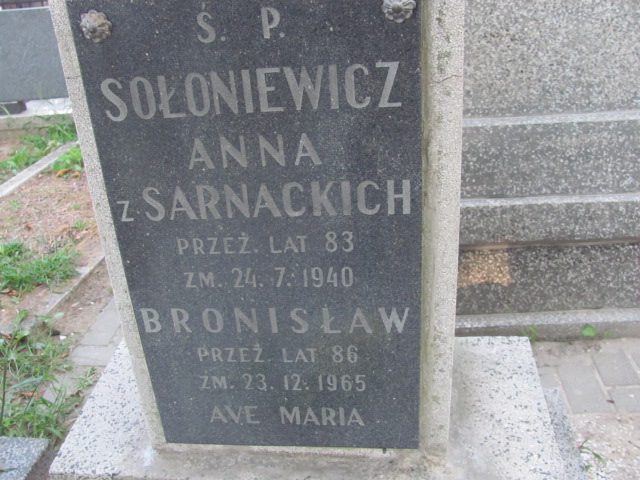 Ś. P.
SOŁONIEWICZ
ANNA
z SARNACKICH
PRZEŻ. LAT 83
ZM. 24.7.1940
BRONISŁAW
PRZEŻ. LAT 86
ZM. 23.12.1965
AVE MARIA